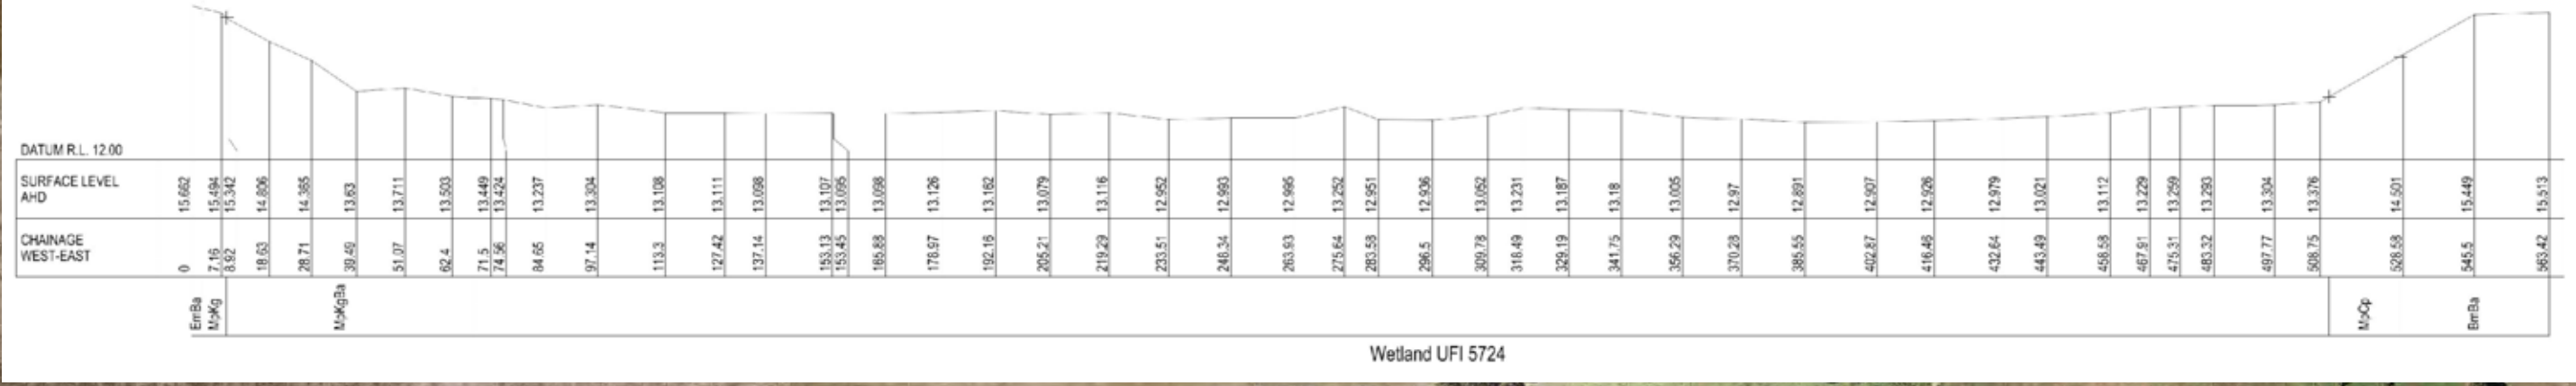 DATUM R.L. 12.00
SURFACE LEVEL
AHD
15.662 15.494 15.342 14.806 14.365 13.63 13.711 13.503 13.449 13.424 13.237 13.304 13.108 13.111 13.098 13.107 13.095 13.098 13.126 13.162 13.079 13.116 12.952 12.993 12.995 13.252 12.951 12.936 13.052 13.231 13.187 13.18 13.005 12.97 12.891 12.907 12.926 12.979 13.021 13.112 13.229 13.259 13.293 13.304 13.376 14.501 15.449 15.513
CHAINAGE
WEST-EAST
0 7.16 8.92 18.63 28.71 39.49 51.07 62.4 71.5 74.56 84.65 97.14 113.3 127.42 137.14 153.13 153.45 165.88 178.97 192.16 205.21 219.29 233.51 248.34 263.93 275.64 283.58 296.5 309.78 318.49 329.19 341.75 356.29 370.28 385.55 402.87 416.46 432.64 443.49 458.58 467.91 475.31 483.32 497.77 508.75 528.58 545.5 563.42
EmBa MpKg MpKgBa MpCp BmBa
Wetland UFI 5724